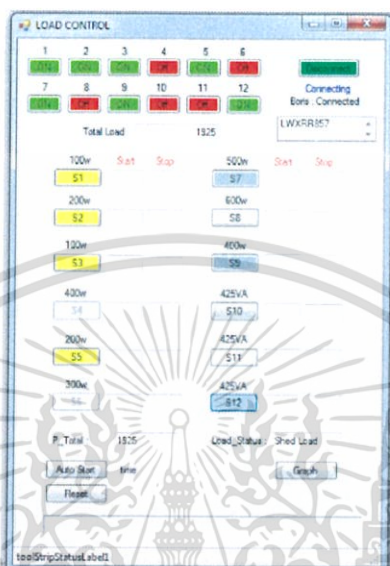 LOAD CONTROL
1 2 3 4 5 6
ON ON ON Off ON Off
Disconnect
7 8 9 10 11 12
ON Off ON Off Off ON
Connecting
Boris : Connected
LWXRR857
Total Load 1825
100w Start Stop 500w Start Stop
S1 S7
200w 600w
S2 S8
100w 400w
S3 S9
400w 425VA
S4 S10
200w 425VA
S5 S11
300w 425VA
S12
P_Total 1825 Load_Status : Shed Load
Auto Start time Graph
Reset
toolStripStatusLabel1